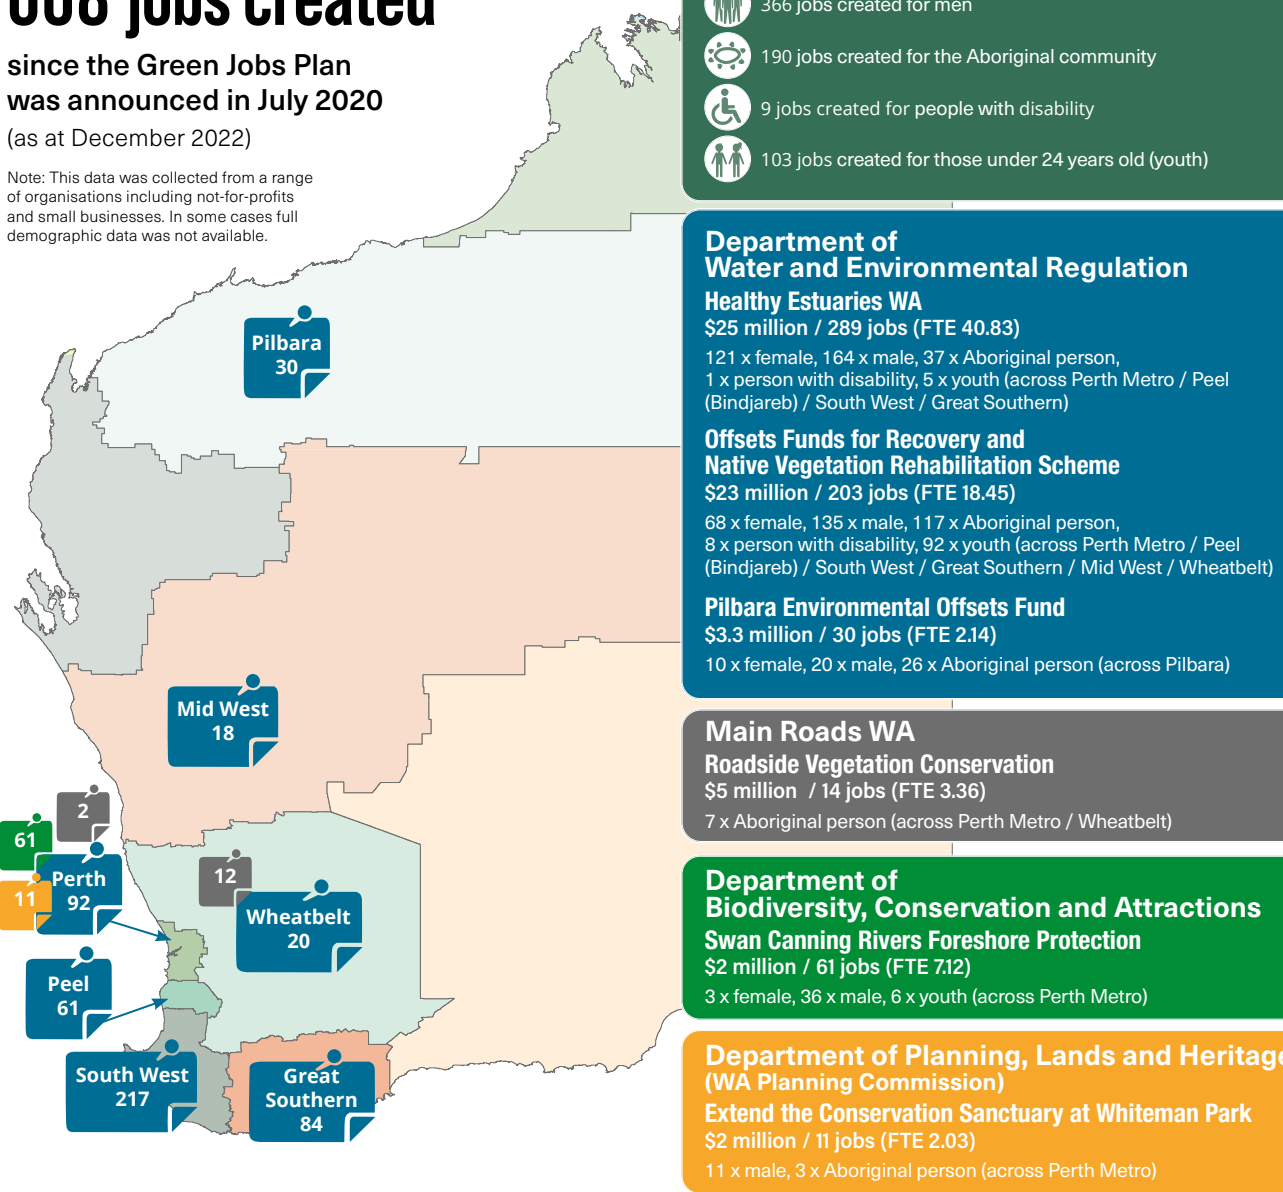 608 jobs created
since the Green Jobs Plan
was announced in July 2020
(as at December 2022)
Note: This data was collected from a range
of organisations including not-for-profits
and small businesses. In some cases full
demographic data was not available.
Pilbara
30
Mid West
18
2
61
Perth
92
11
12
Wheatbelt
20
Peel
61
South West
217
Great
Southern
84
366 jobs created for men
190 jobs created for the Aboriginal community
9 jobs created for people with disability
103 jobs created for those under 24 years old (youth)
Department of
Water and Environmental Regulation
Healthy Estuaries WA
$25 million / 289 jobs (FTE 40.83)
121 x female, 164 x male, 37 x Aboriginal person,
1 x person with disability, 5 x youth (across Perth Metro / Peel
(Bindjareb) / South West / Great Southern)
Offsets Funds for Recovery and
Native Vegetation Rehabilitation Scheme
$23 million / 203 jobs (FTE 18.45)
68 x female, 135 x male, 117 x Aboriginal person,
8 x person with disability, 92 x youth (across Perth Metro / Peel
(Bindjareb) / South West / Great Southern / Mid West / Wheatbelt)
Pilbara Environmental Offsets Fund
$3.3 million / 30 jobs (FTE 2.14)
10 x female, 20 x male, 26 x Aboriginal person (across Pilbara)
Main Roads WA
Roadside Vegetation Conservation
$5 million / 14 jobs (FTE 3.36)
7 x Aboriginal person (across Perth Metro / Wheatbelt)
Department of
Biodiversity, Conservation and Attractions
Swan Canning Rivers Foreshore Protection
$2 million / 61 jobs (FTE 7.12)
3 x female, 36 x male, 6 x youth (across Perth Metro)
Department of Planning, Lands and Heritage
(WA Planning Commission)
Extend the Conservation Sanctuary at Whiteman Park
$2 million / 11 jobs (FTE 2.03)
11 x male, 3 x Aboriginal person (across Perth Metro)